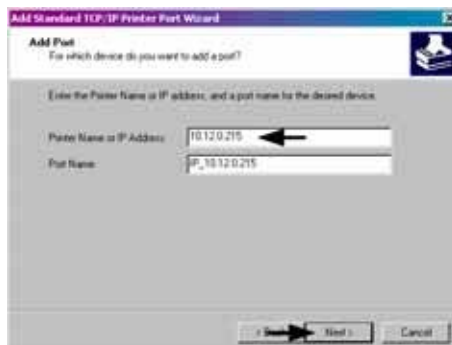 Add Standard TCP/IP Printer Port Wizard
Add Port
For which device do you want to add a port?
Enter the Printer Name or IP address, and a port name for the desired device.
Printer Name or IP Address:
10.12.0.215
Port Name:
IP_10.12.0.215
Next >
Cancel